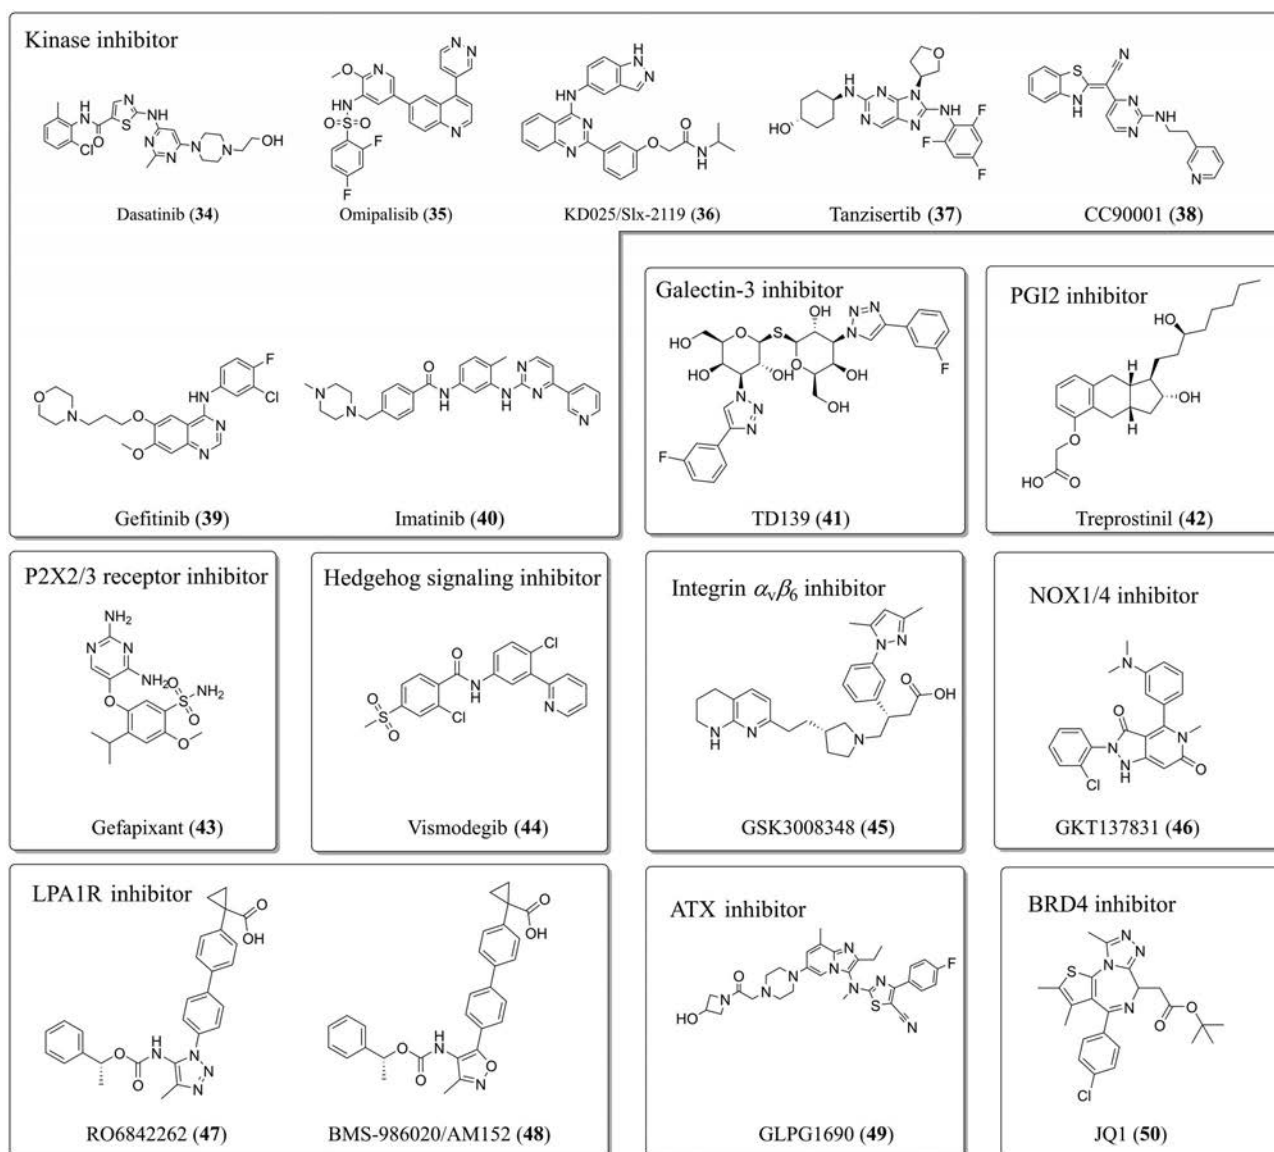 Kinase inhibitor
Dasatinib (34)
Omipalisib (35)
KD025/Slx-2119 (36)
Tanzisertib (37)
CC90001 (38)
Gefitinib (39)
Imatinib (40)
Galectin-3 inhibitor
TD139 (41)
PGI2 inhibitor
Treprostinil (42)
P2X2/3 receptor inhibitor
Gefapixant (43)
Hedgehog signaling inhibitor
Vismodegib (44)
Integrin αvβ6 inhibitor
GSK3008348 (45)
NOX1/4 inhibitor
GKT137831 (46)
LPA1R inhibitor
RO6842262 (47)
BMS-986020/AM152 (48)
ATX inhibitor
GLPG1690 (49)
BRD4 inhibitor
JQ1 (50)